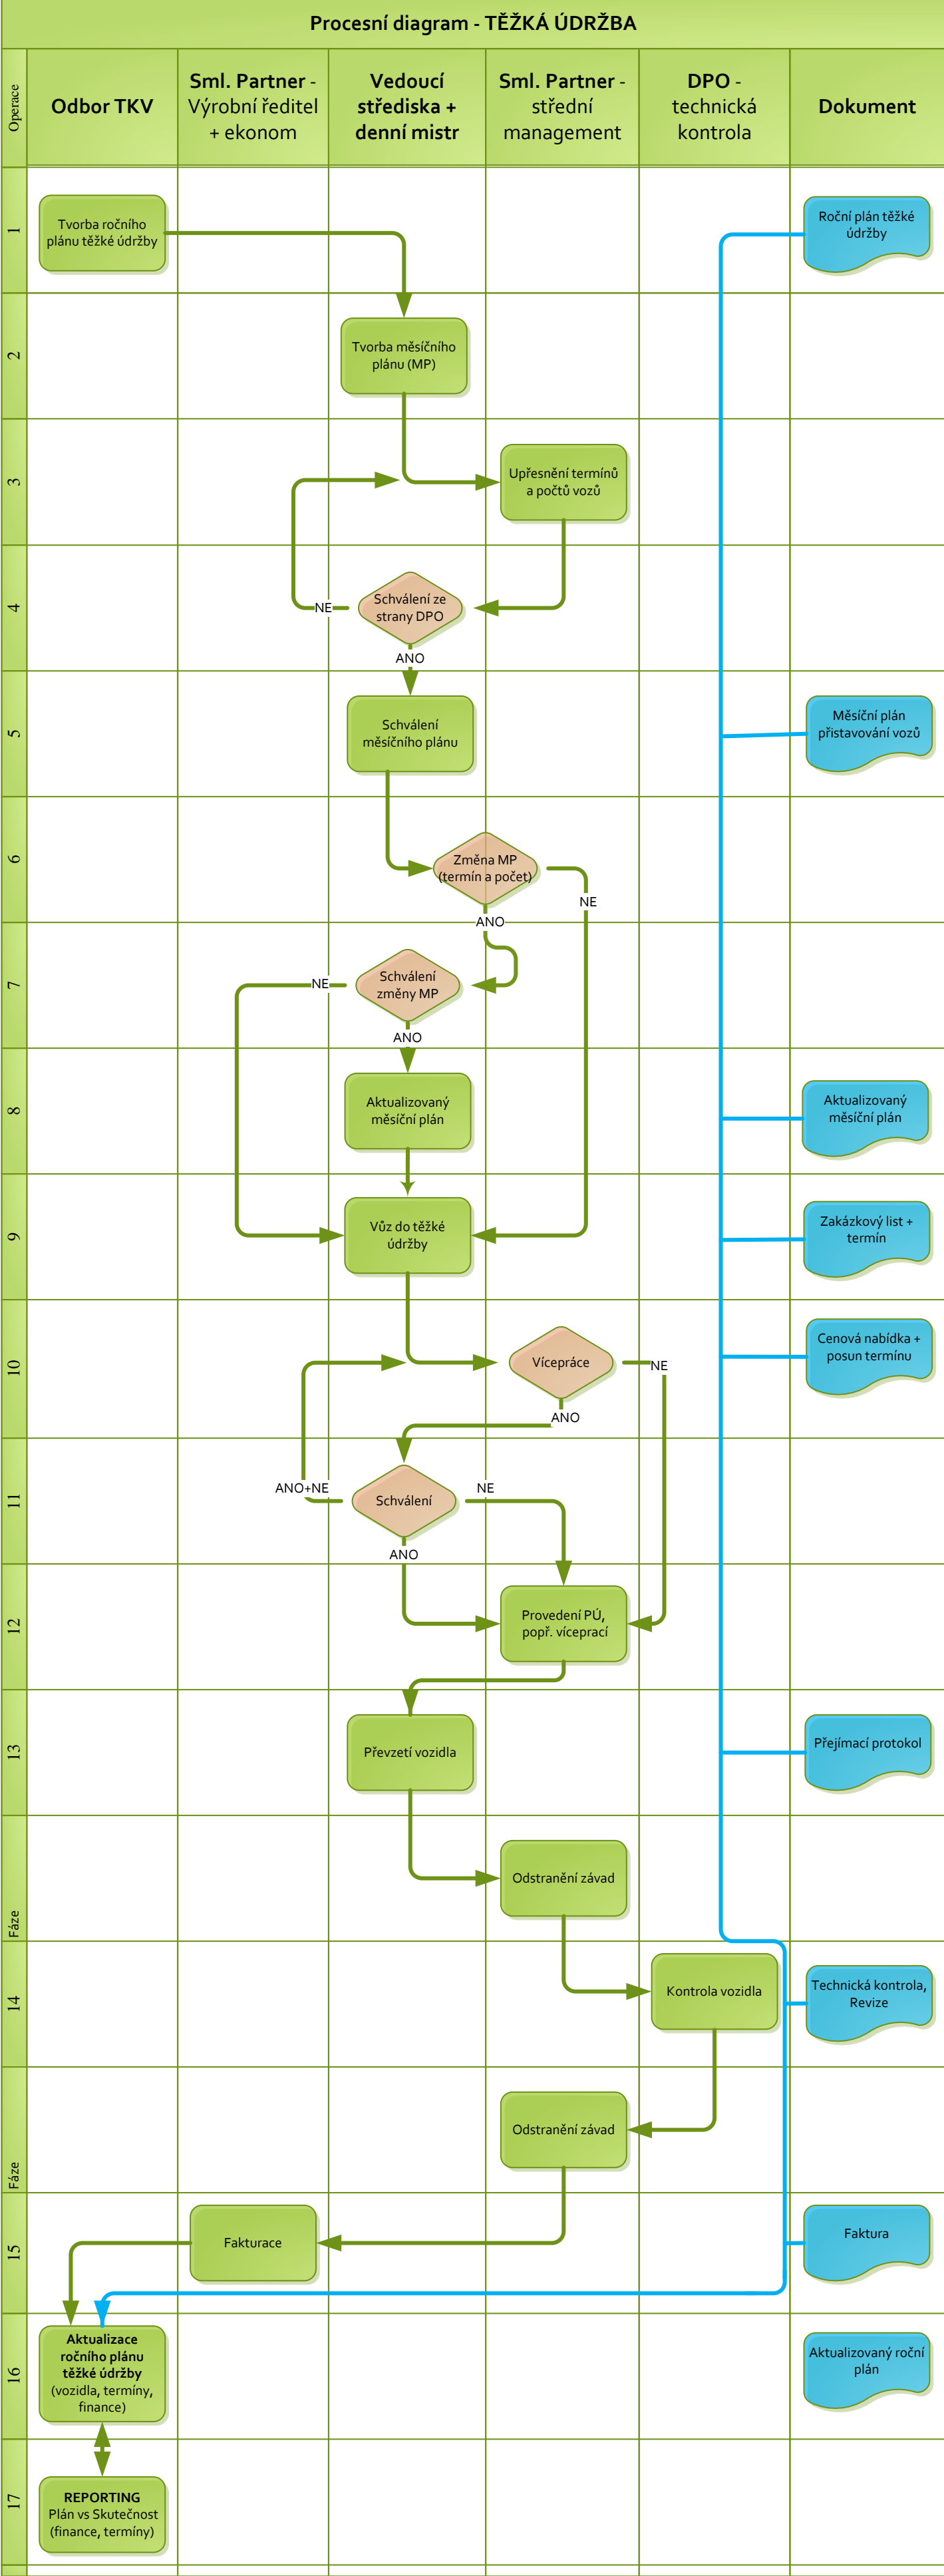 Procesní diagram - TĚŽKÁ ÚDRŽBA
Operace
Odbor TKV
Sml. Partner -
Výrobní ředitel
+ ekonom
Vedoucí
střediska +
denní mistr
Sml. Partner -
střední
management
DPO -
technická
kontrola
Dokument
1
Tvorba ročního
plánu těžké údržby
Roční plán těžké
údržby
2
Tvorba měsíčního
plánu (MP)
3
Upřesnění termínů
a počtů vozů
4
Schválení ze
strany DPO
NE
ANO
5
Schválení
měsíčního plánu
Měsíční plán
přistavování vozů
6
Změna MP
(termín a počet)
NE
ANO
7
Schválení
změny MP
NE
ANO
8
Aktualizovaný
měsíční plán
Aktualizovaný
měsíční plán
9
Vůz do těžké
údržby
Zakázkový list +
termín
10
Vícepráce
NE
ANO
Cenová nabídka +
posun termínu
11
Schválení
ANO+NE
NE
ANO
12
Provedení PÚ,
popř. víceprací
13
Převzetí vozidla
Přejímací protokol
Fáze
Odstranění závad
14
Kontrola vozidla
Technická kontrola,
Revize
Fáze
Odstranění závad
15
Fakturace
Faktura
16
Aktualizace
ročního plánu
těžké údržby
(vozidla, termíny,
finance)
Aktualizovaný roční
plán
17
REPORTING
Plán vs Skutečnost
(finance, termíny)